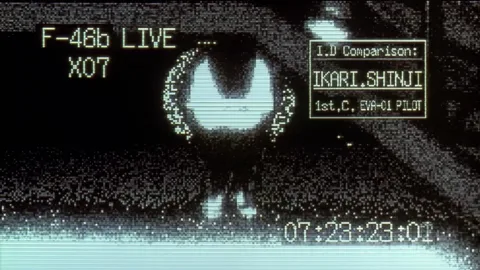 F-46b LIVE ....
X07
I.D Comparison:
IKARI.SHINJI
1st.C. EVA-01 PILOT
07:23:23:01